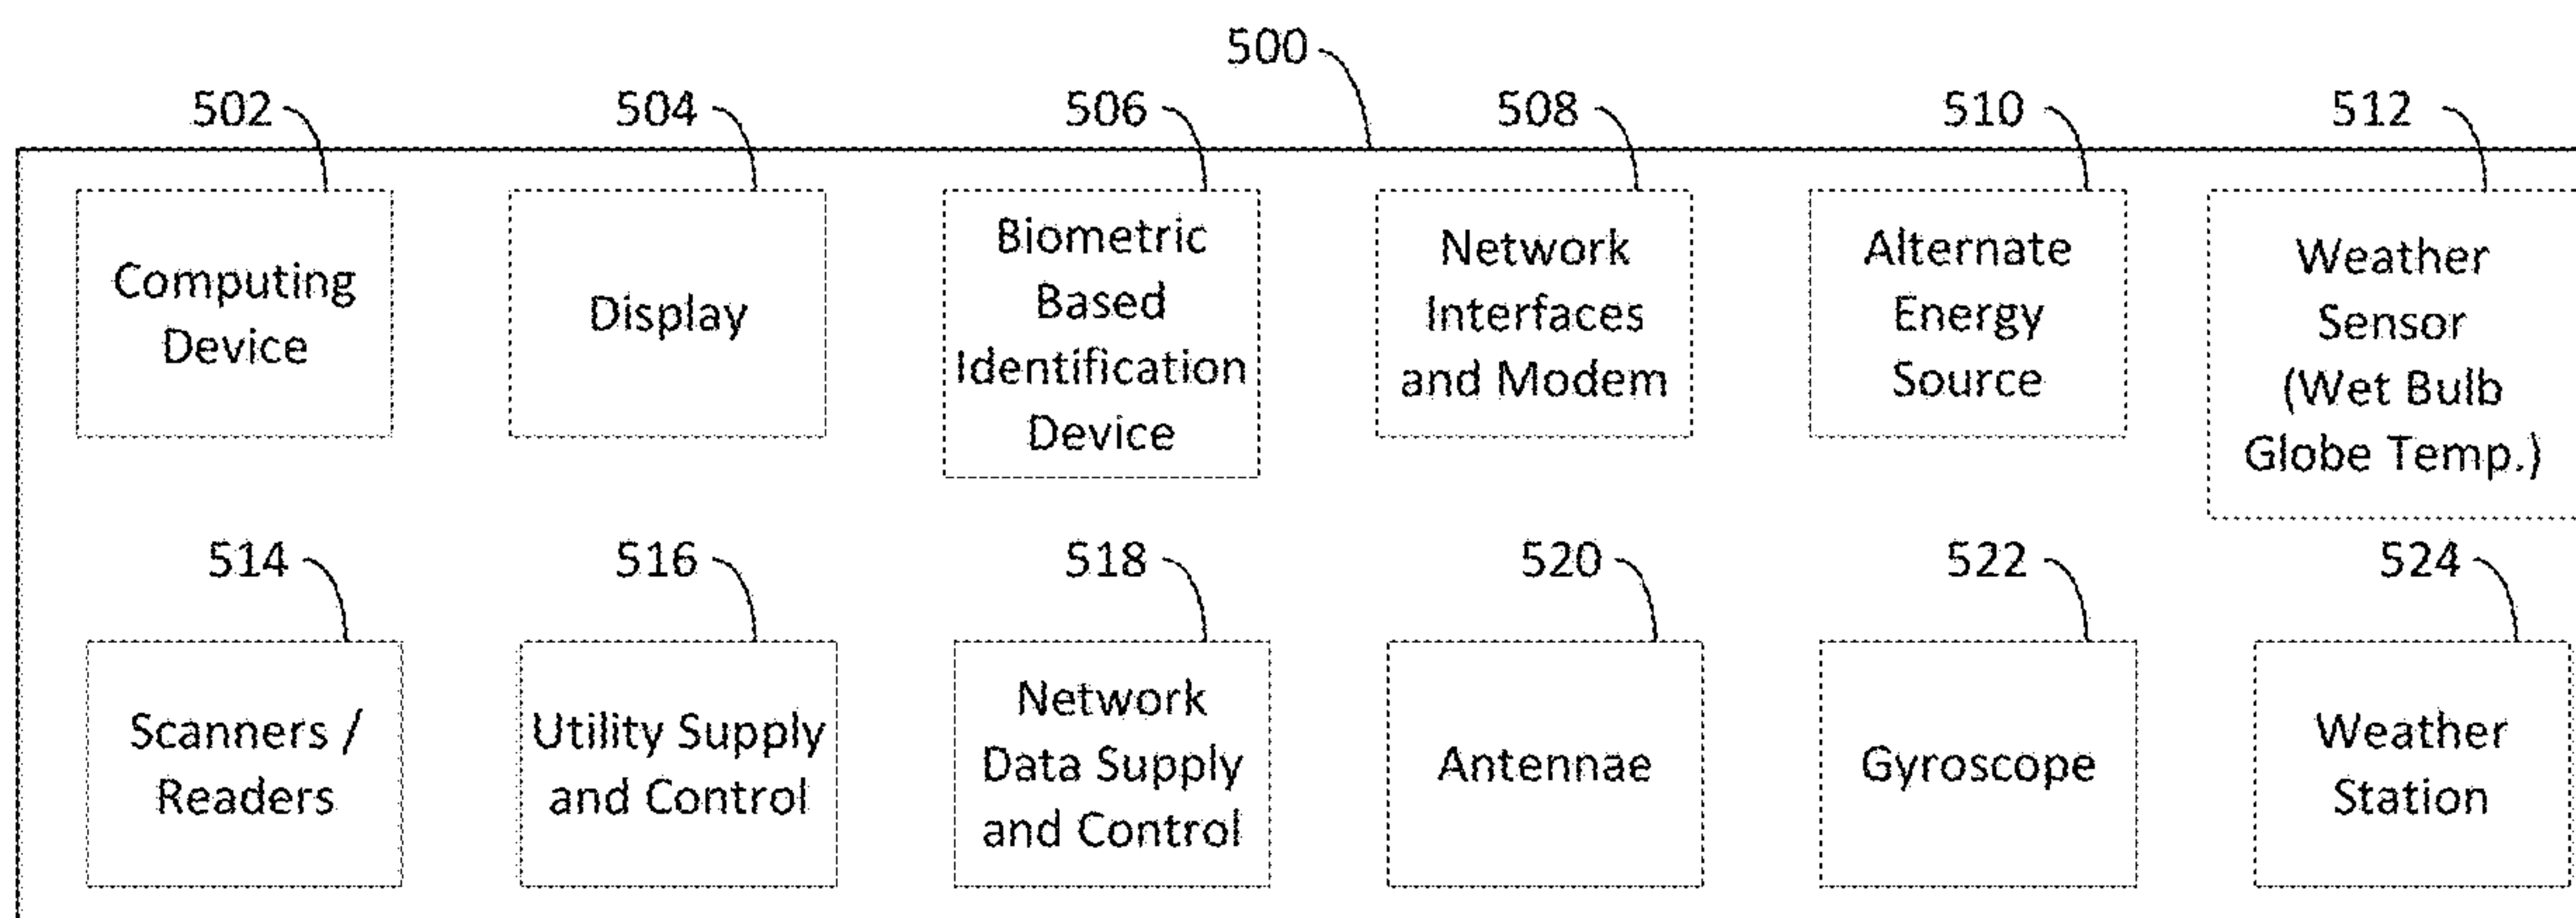 500
502
504
506
508
510
512
Computing
Device
Display
Biometric
Based
Identification
Device
Network
Interfaces
and Modem
Alternate
Energy
Source
Weather
Sensor
(Wet Bulb
Globe Temp.)
514
516
518
520
522
524
Scanners /
Readers
Utility Supply
and Control
Network
Data Supply
and Control
Antennae
Gyroscope
Weather
Station